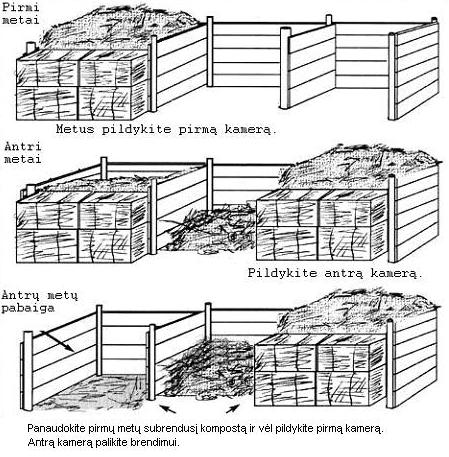 Pirmi
metai
Metus pildykite pirmą kamerą.
Antri
metai
Pildykite antrą kamerą.
Antrų metų
pabaiga
Panaudokite pirmų metų subrendusį kompostą ir vėl pildykite pirmą kamerą.
Antrą kamerą palikite brendimui.